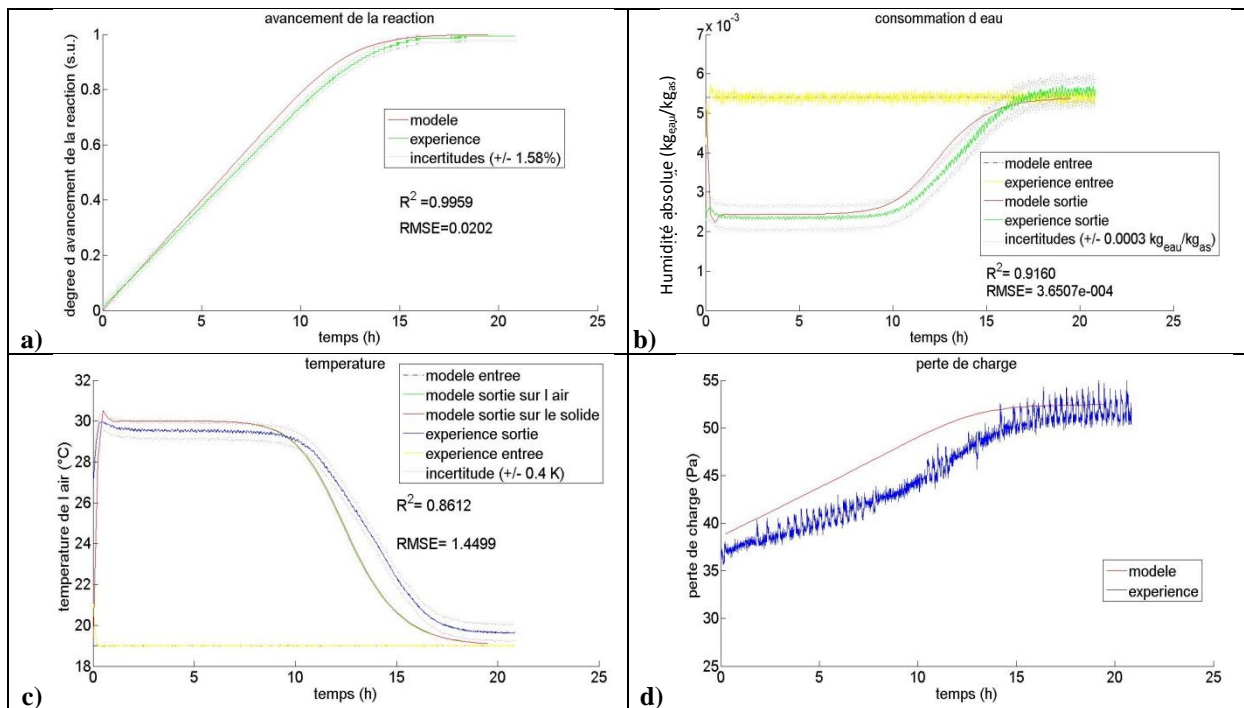 avancement de la reaction
degree d avancement de la reaction (s.u.)
1
0.8
0.6
0.4
0.2
0
0 5 10 15 20 25
temps (h)
modele
experience
incertitudes (+/- 1.58%)
R² = 0.9959
RMSE=0.0202
a)
consommation d eau
x 10⁻³
Humidité absolue (kg_eau/kg_as)
7
6
5
4
3
2
1
0
0 5 10 15 20 25
temps (h)
modele entree
experience entree
modele sortie
experience sortie
incertitudes (+/- 0.0003 kg_eau/kg_as)
R²= 0.9160
RMSE= 3.6507e-004
b)
temperature
temperature de l air (°C)
32
30
28
26
24
22
20
18
0 5 10 15 20 25
temps (h)
modele entree
modele sortie sur l air
modele sortie sur le solide
experience sortie
experience entree
incertitude (+/- 0.4 K)
R²= 0.8612
RMSE= 1.4499
c)
perte de charge
perte de charge (Pa)
55
50
45
40
35
30
25
0 5 10 15 20 25
temps (h)
modele
experience
d)